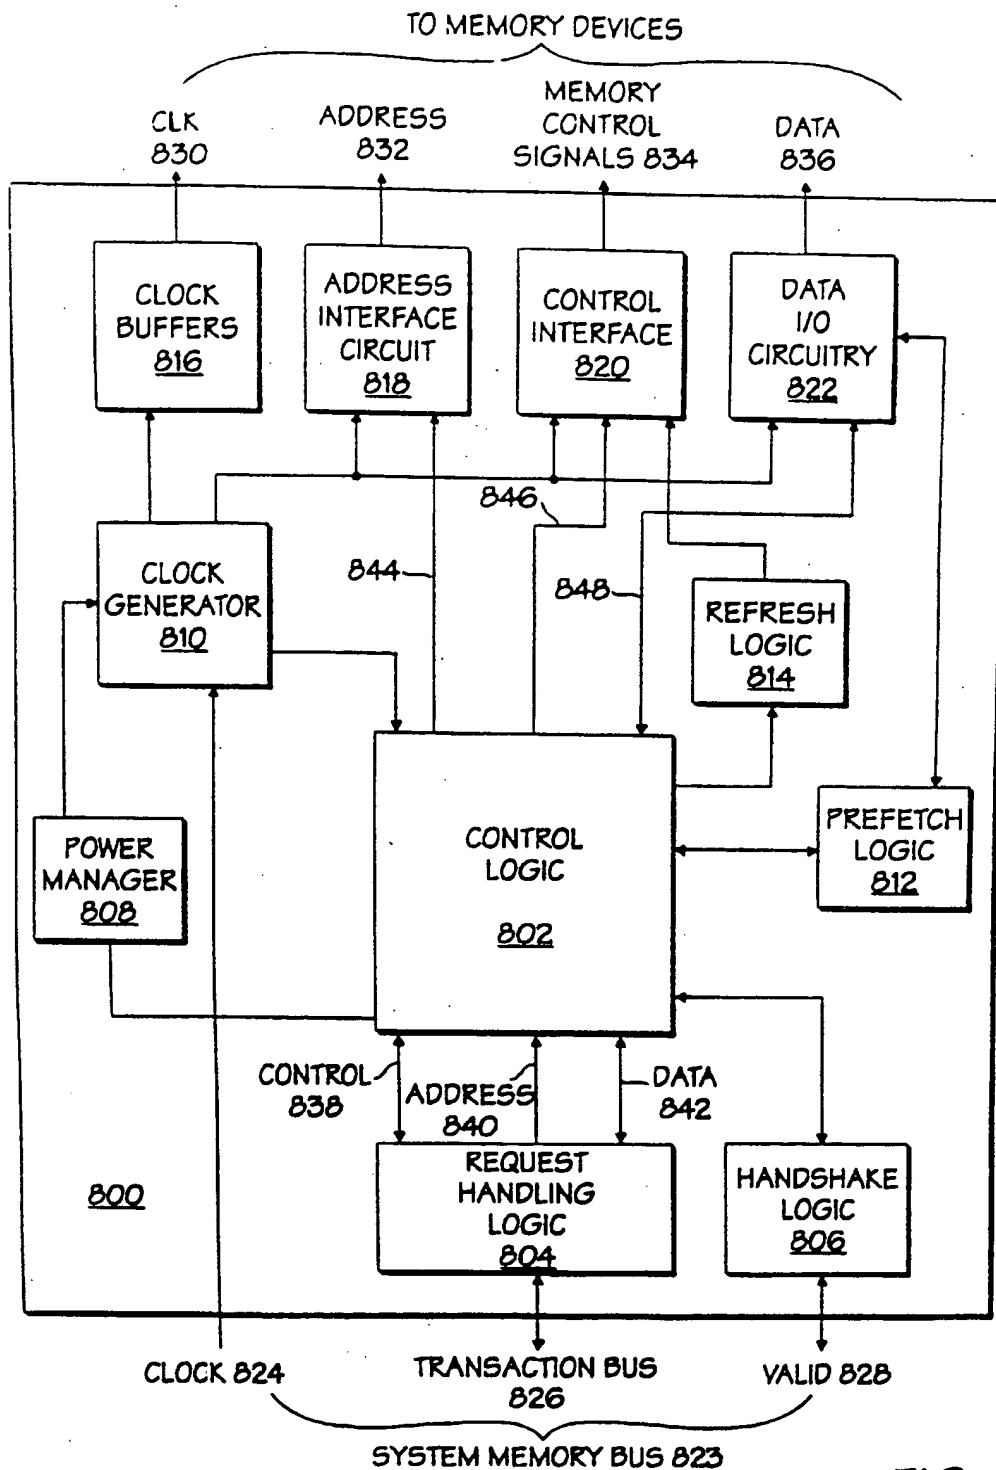 TO MEMORY DEVICES
CLK
830
ADDRESS
832
MEMORY
CONTROL
SIGNALS 834
DATA
836
CLOCK
BUFFERS
816
ADDRESS
INTERFACE
CIRCUIT
818
CONTROL
INTERFACE
820
DATA
I/O
CIRCUITRY
822
846
844
848
CLOCK
GENERATOR
810
REFRESH
LOGIC
814
POWER
MANAGER
808
CONTROL
LOGIC
802
PREFETCH
LOGIC
812
CONTROL
838
ADDRESS
840
DATA
842
800
REQUEST
HANDLING
LOGIC
804
HANDSHAKE
LOGIC
806
CLOCK 824
TRANSACTION BUS
826
VALID 828
SYSTEM MEMORY BUS 823